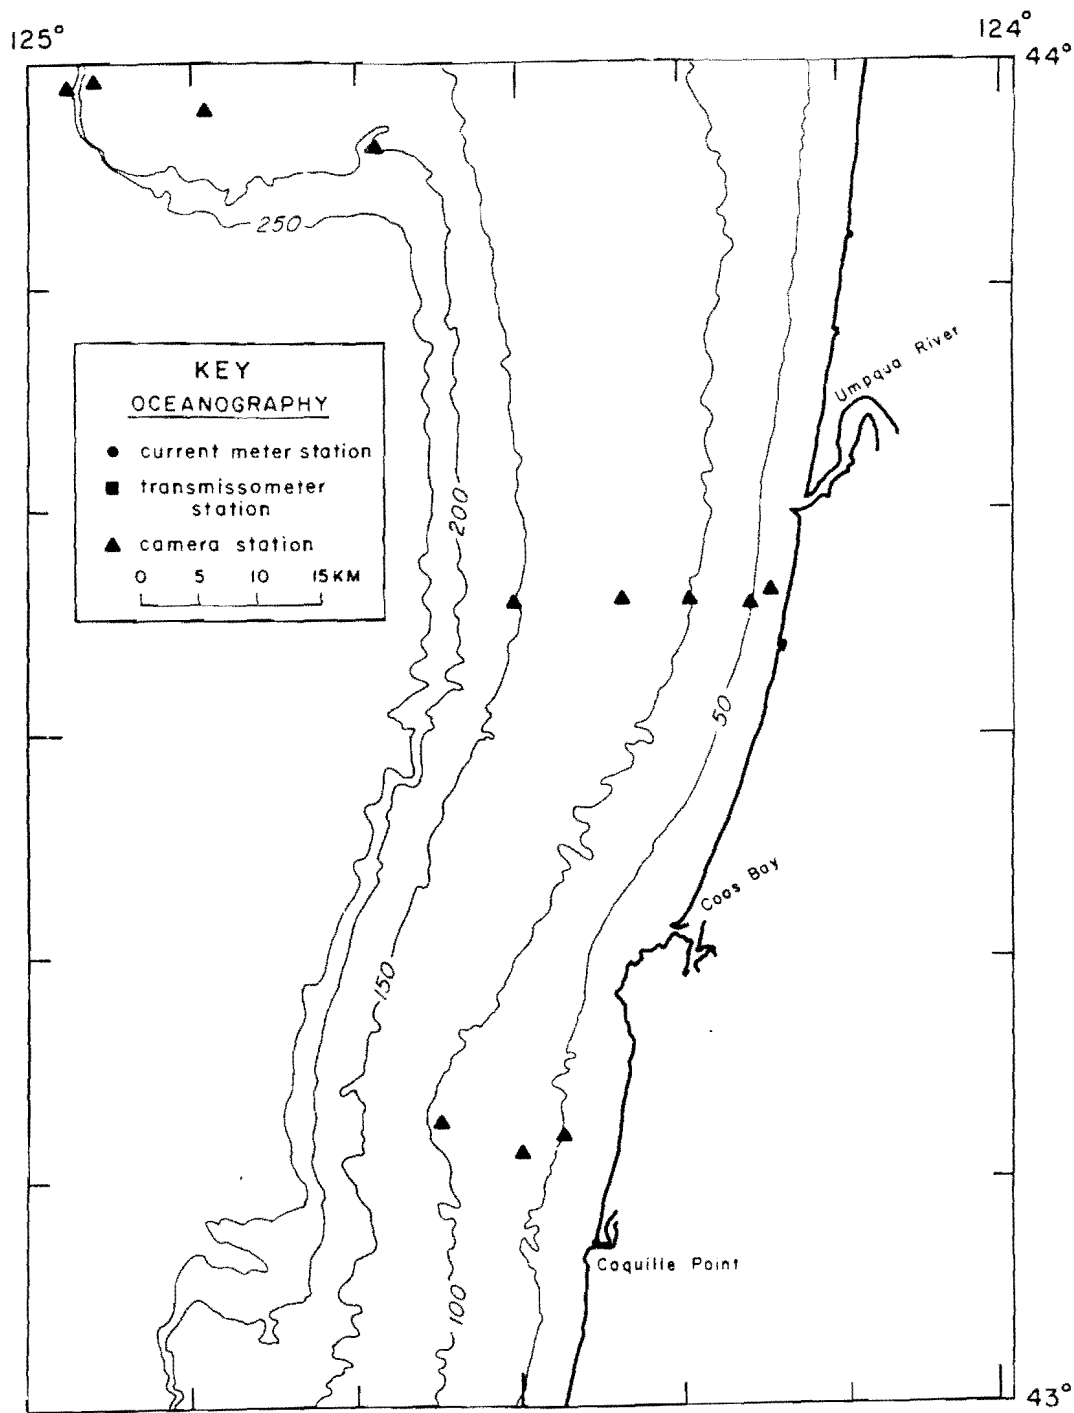 125°
124°
44°
250
KEY
OCEANOGRAPHY
current meter station
transmissometer
station
camera station
0 5 10 15 KM
Umpqua River
200
50
Coos Bay
150
Coquille Point
100
43°